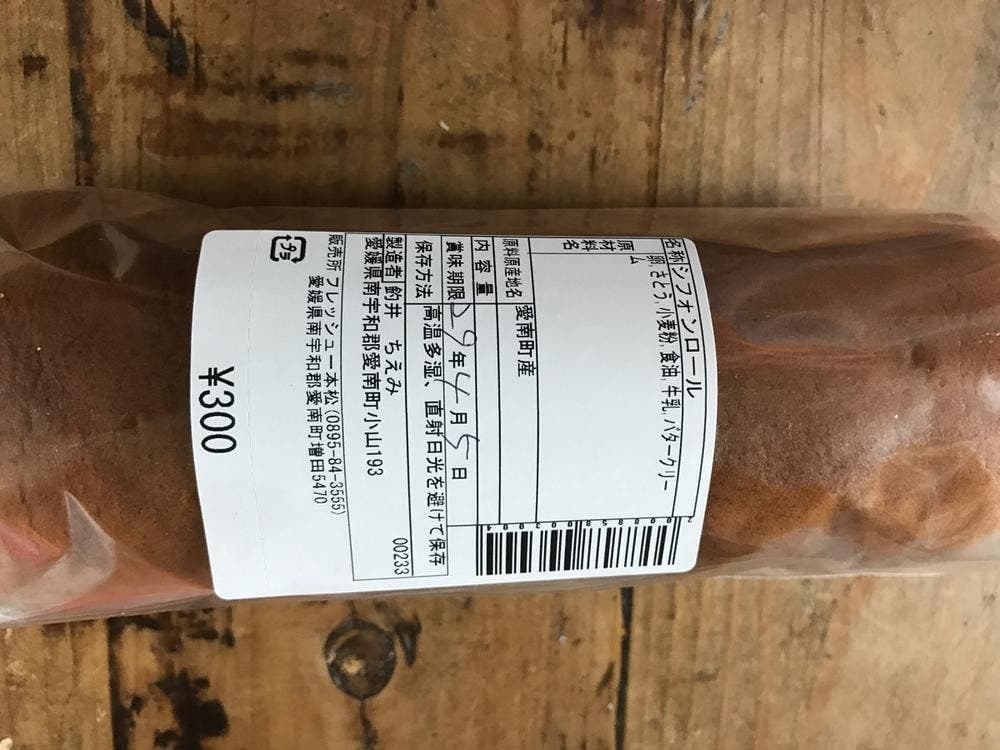 名称 シフォンロール
原材料名 卵, さとう, 小麦粉, 食油, 牛乳, バタークリー
ム
原料原産地名 愛南町産
内容量
賞味期限 29年4月5日
保存方法 高温多湿、直射日光を避けて保存
製造者 釣井 ちえみ
愛媛県南宇和郡愛南町小山193
00233
販売所 フレッシュ一本松(0895-84-3555)
愛媛県南宇和郡愛南町増田5470
プラ
¥300